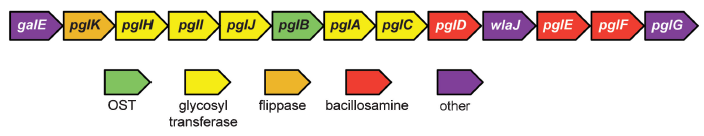 galE pglK pglH pglI pglJ pglB pglA pglC pglD wlaJ pglE pglF pglG
OST glycosyl flippase bacillosamine other
transferase